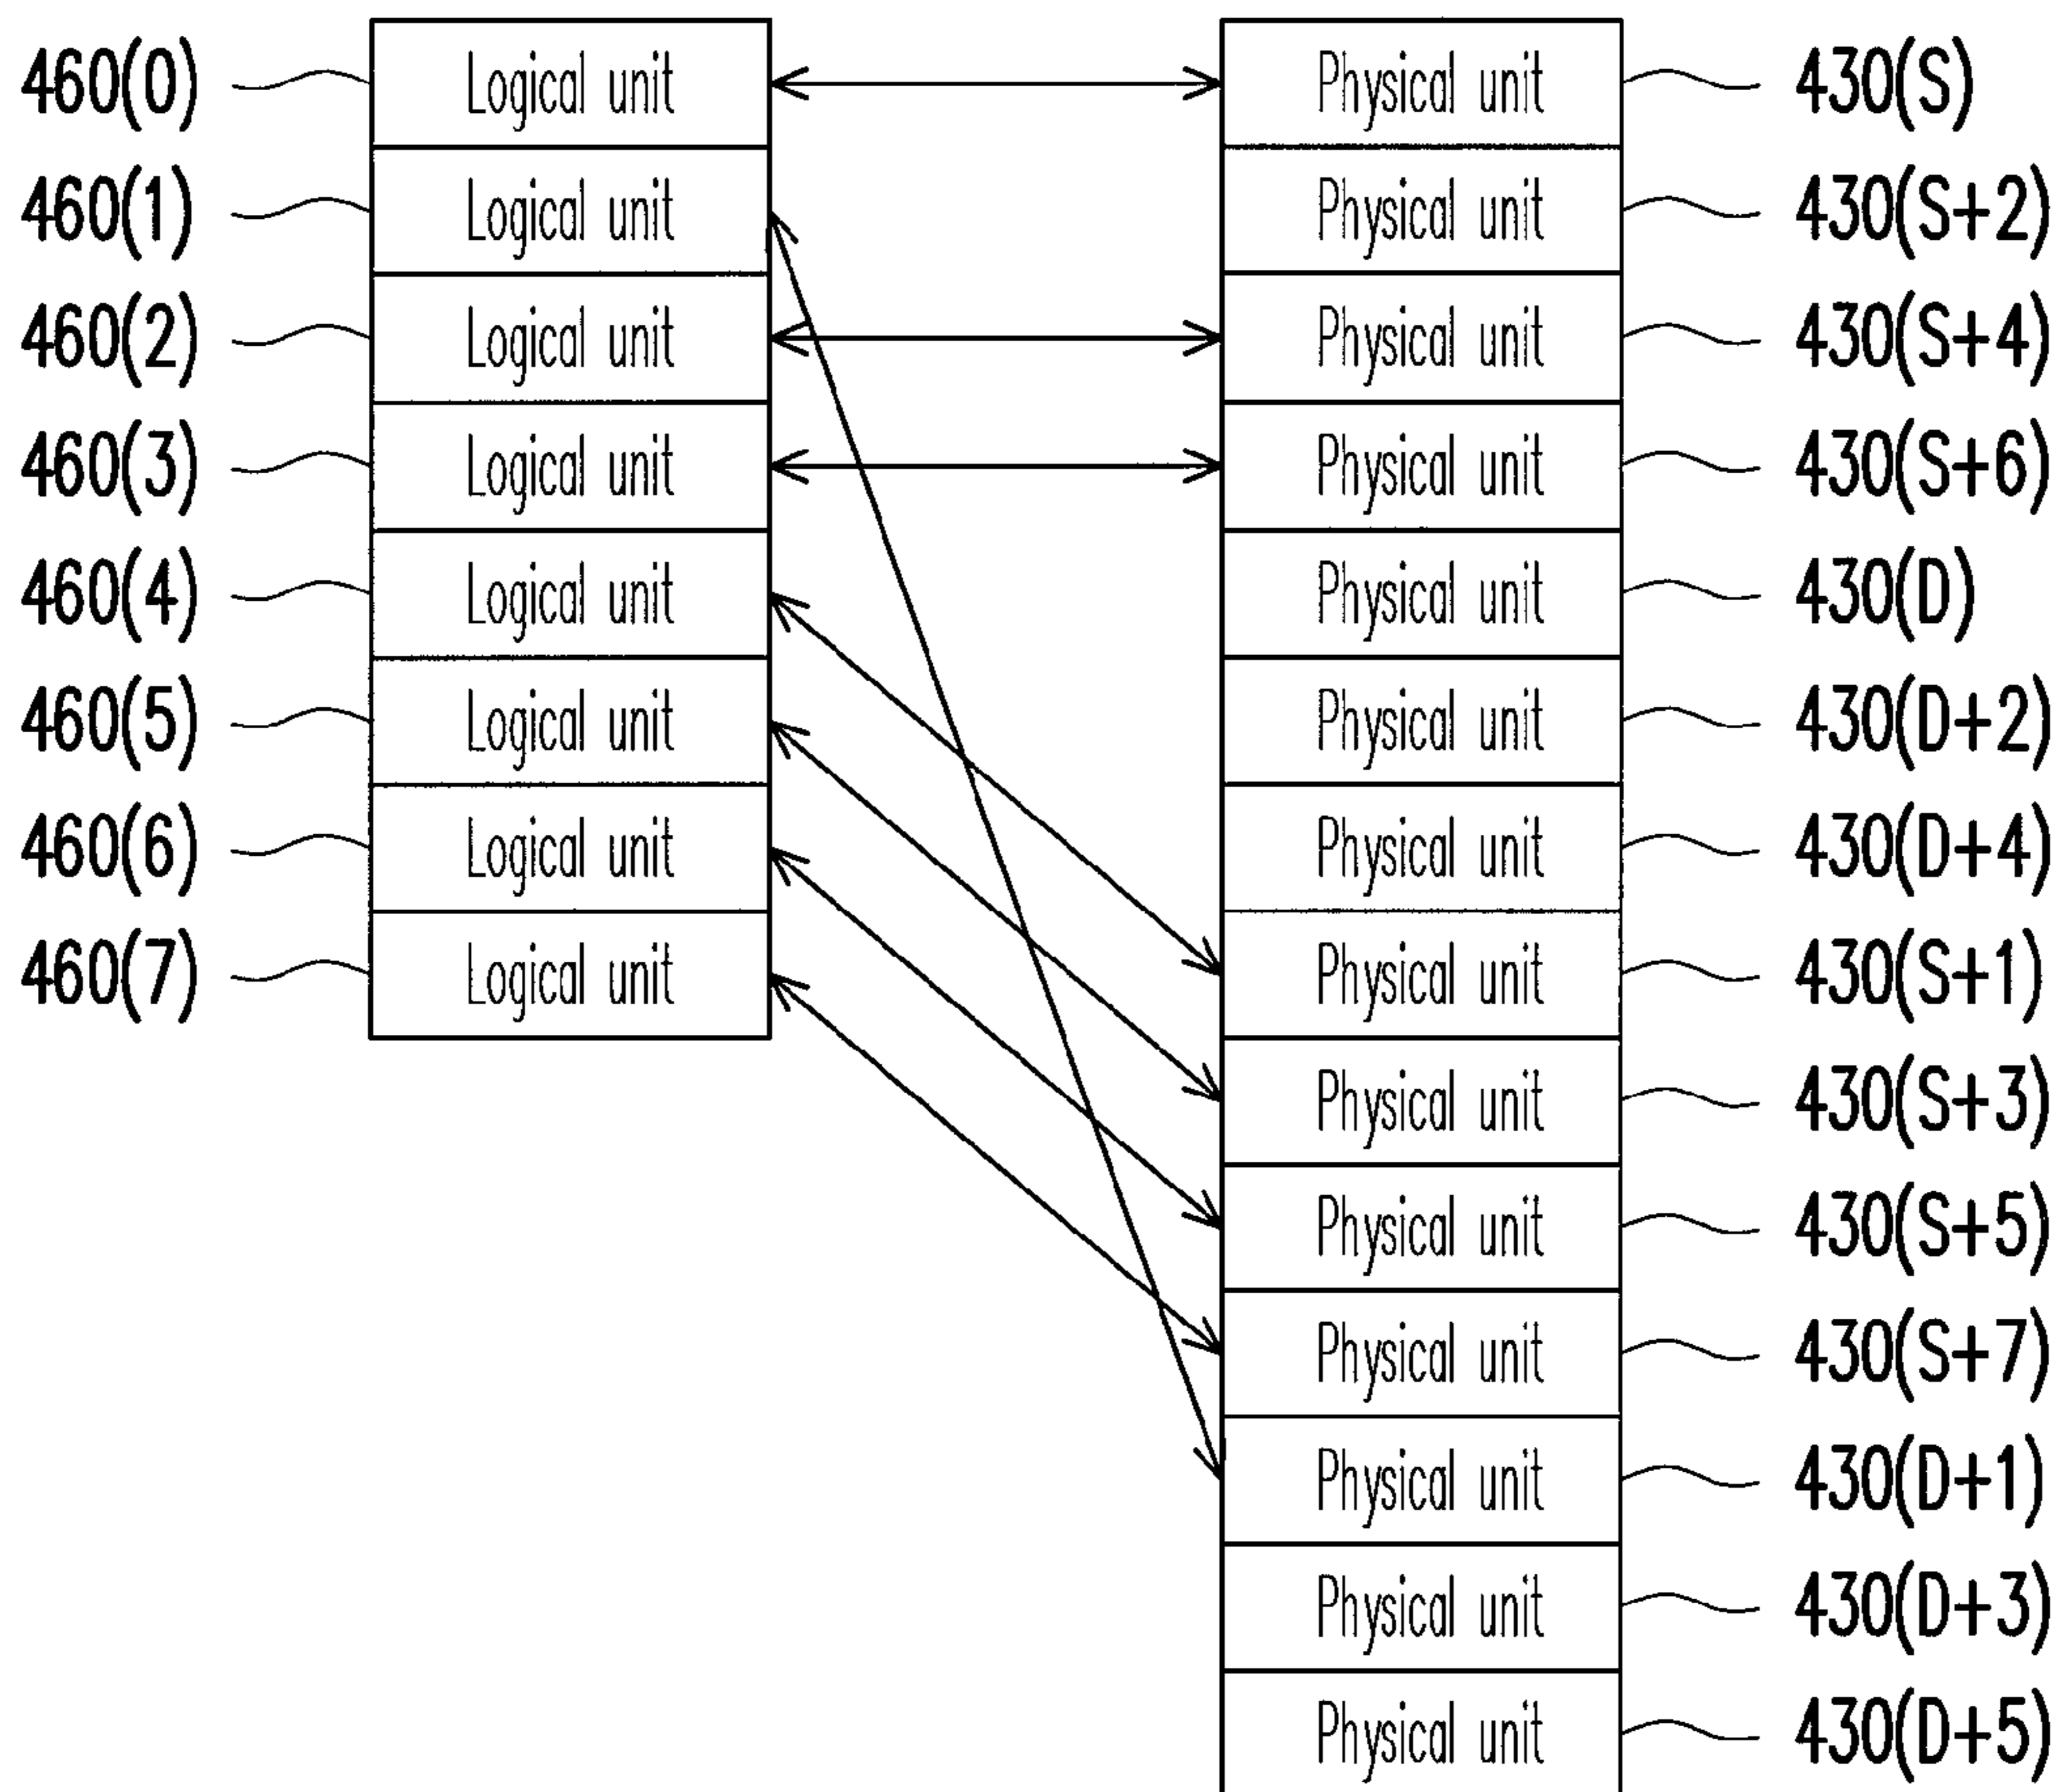 460(0) Logical unit Physical unit 430(S)
460(1) Logical unit Physical unit 430(S+2)
460(2) Logical unit Physical unit 430(S+4)
460(3) Logical unit Physical unit 430(S+6)
460(4) Logical unit Physical unit 430(D)
460(5) Logical unit Physical unit 430(D+2)
460(6) Logical unit Physical unit 430(D+4)
460(7) Logical unit Physical unit 430(S+1)
Physical unit 430(S+3)
Physical unit 430(S+5)
Physical unit 430(S+7)
Physical unit 430(D+1)
Physical unit 430(D+3)
Physical unit 430(D+5)